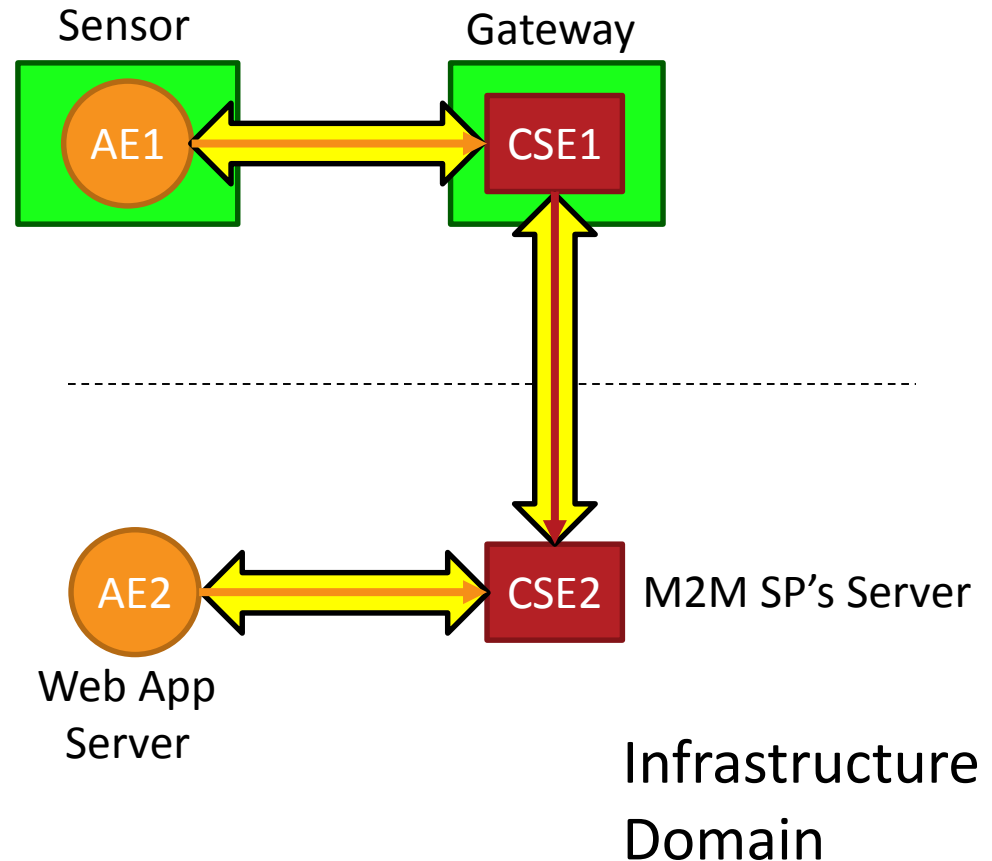 Sensor
Gateway
AE1
CSE1
AE2
CSE2
M2M SP's Server
Web App
Server
Infrastructure
Domain